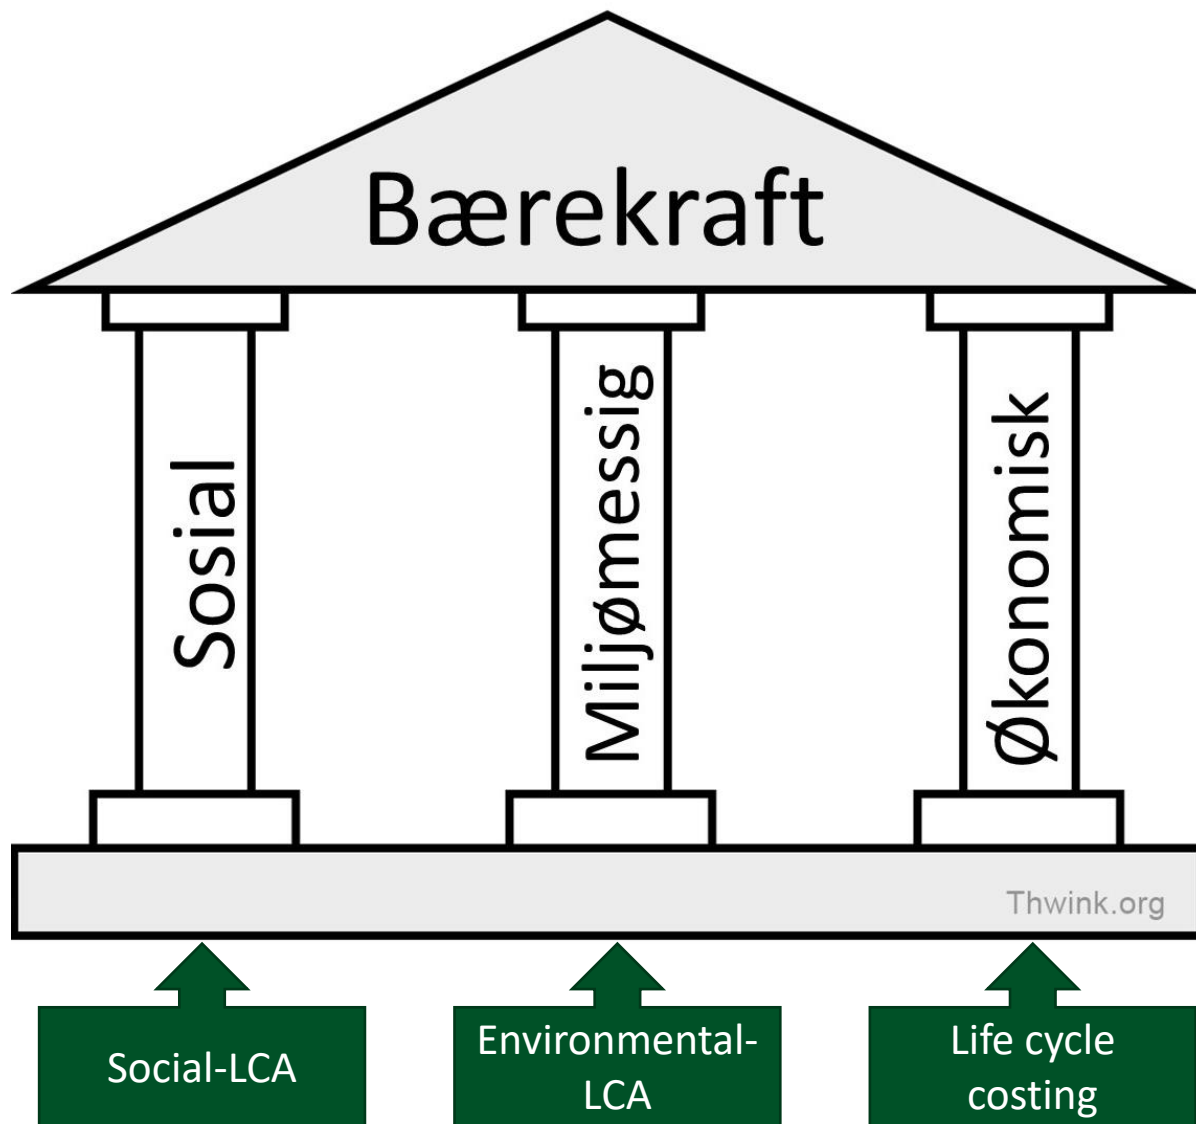 Bærekraft
Sosial
Miljømessig
Økonomisk
Thwink.org
Social-LCA
Environmental-
LCA
Life cycle
costing